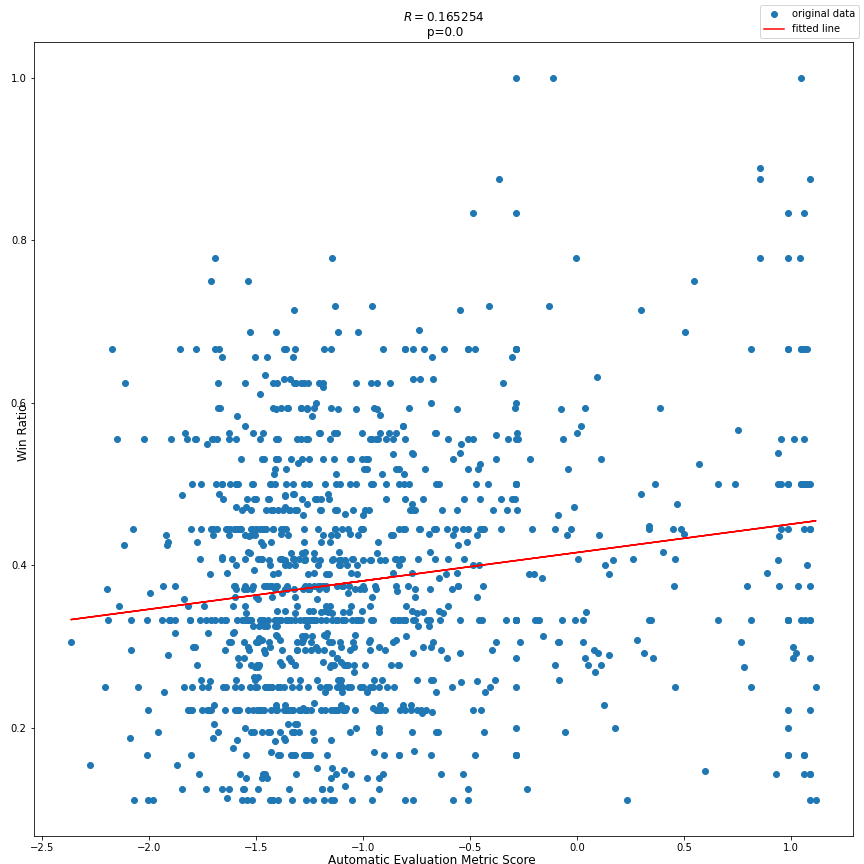 R = 0.165254
p=0.0
original data
fitted line
1.0
0.8
0.6
0.4
0.2
Win Ratio
−2.5
−2.0
−1.5
−1.0
−0.5
0.0
0.5
1.0
Automatic Evaluation Metric Score